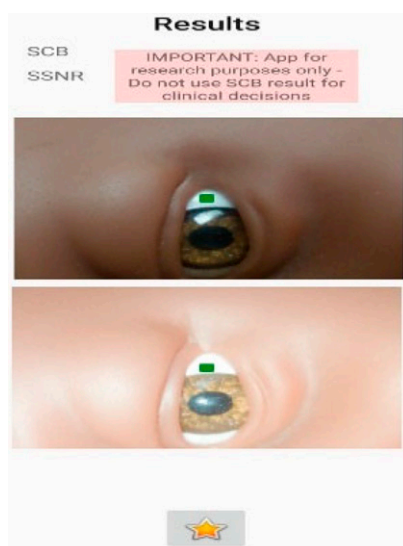 Results
SCB
SSNR
IMPORTANT: App for
research purposes only -
Do not use SCB result for
clinical decisions